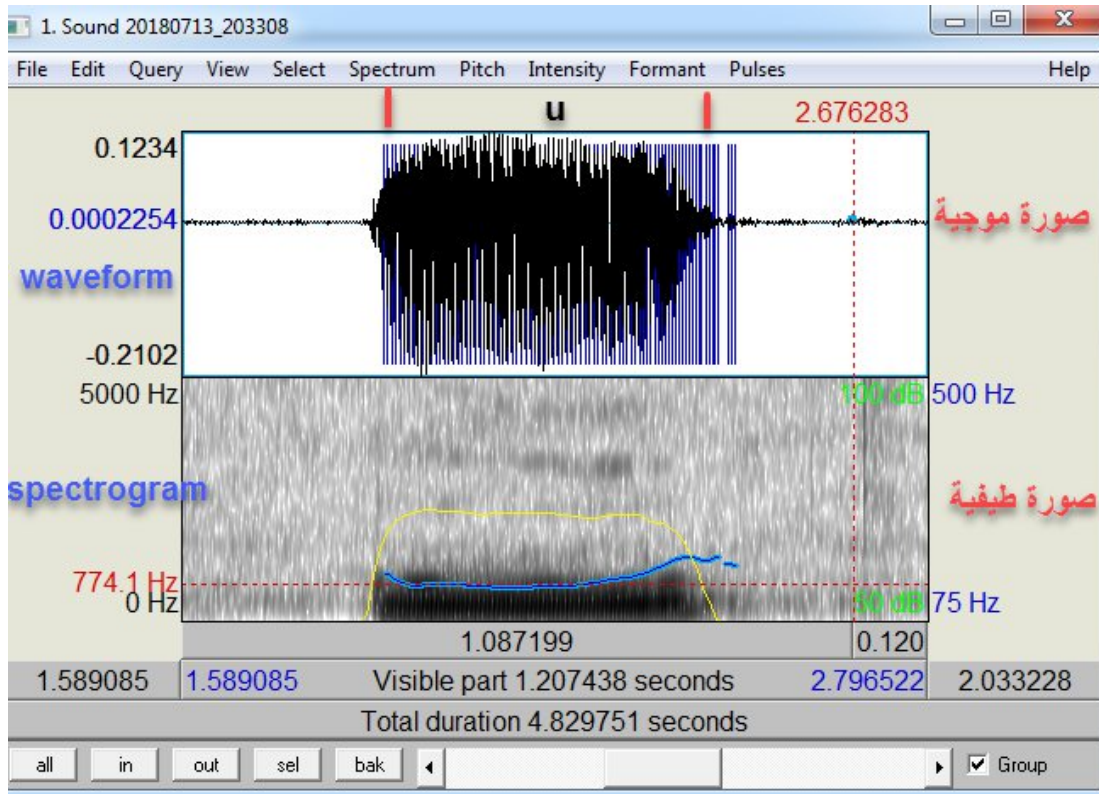 1. Sound 20180713_203308
File Edit Query View Select Spectrum Pitch Intensity Formant Pulses Help
u
2.676283
0.1234
0.0002254
صورة موجية
waveform
-0.2102
5000 Hz
100 dB
500 Hz
spectrogram
صورة طيفية
774.1 Hz
0 Hz
50 dB
75 Hz
1.087199 0.120
1.589085 1.589085 Visible part 1.207438 seconds 2.796522 2.033228
Total duration 4.829751 seconds
all in out sel bak Group